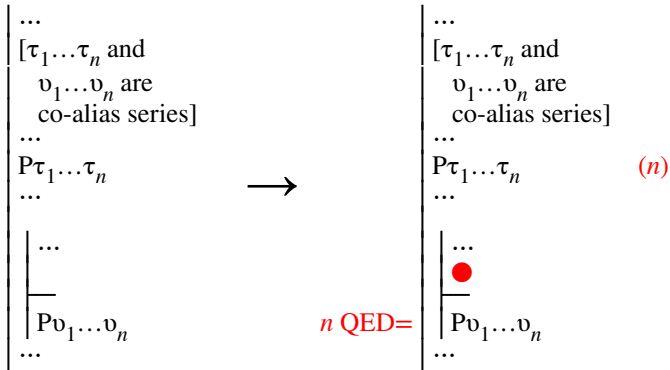 ...
[τ1…τn and
υ1…υn are
co-alias series]
...
Pτ1…τn
...
...
Pυ1…υn
...
→
...
[τ1…τn and
υ1…υn are
co-alias series]
...
Pτ1…τn (n)
...
...
●
n QED= Pυ1…υn
...